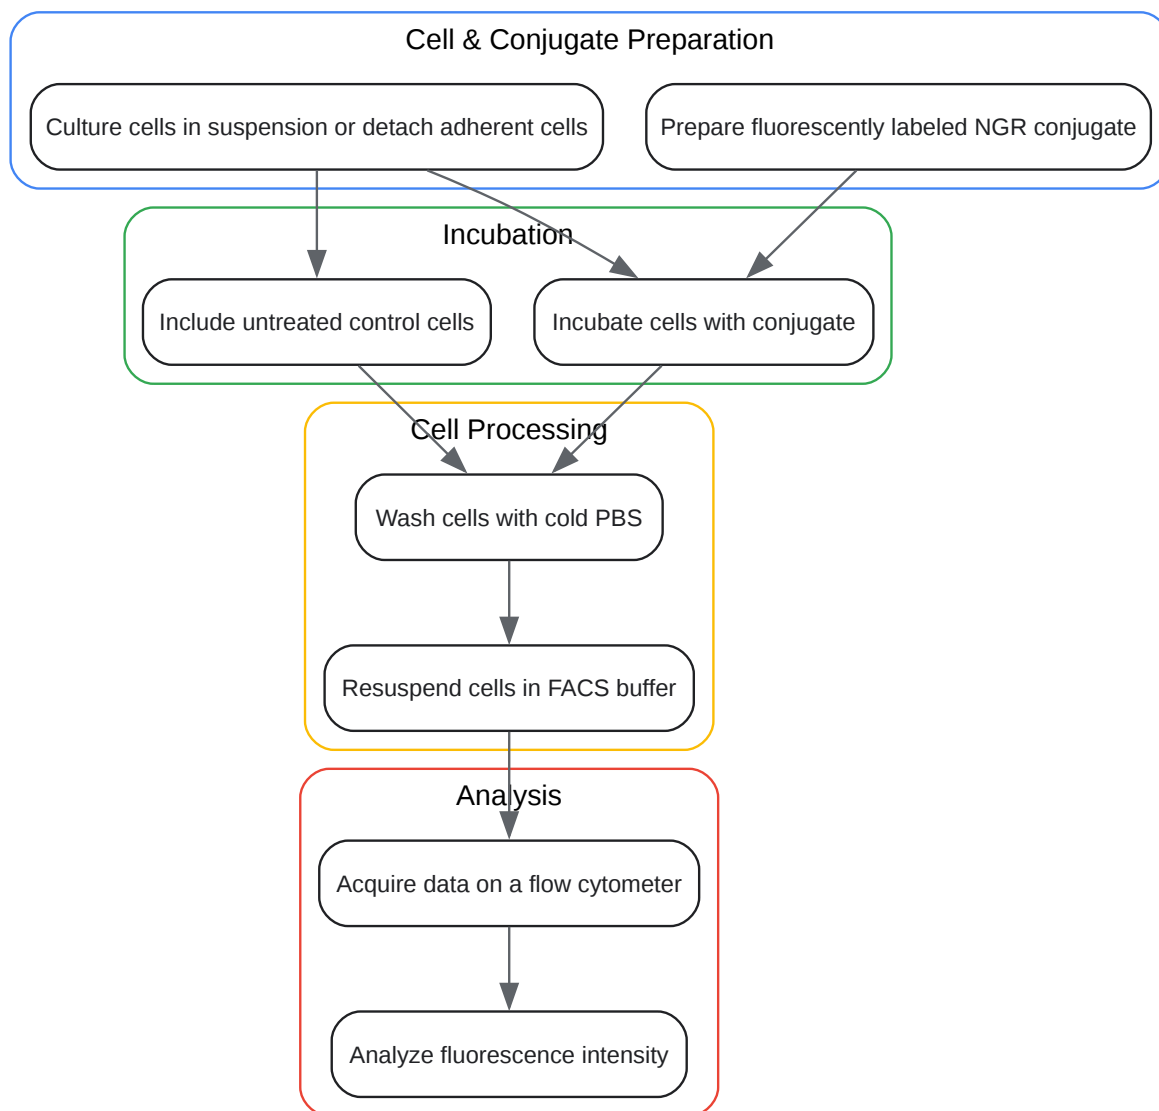 Cell & Conjugate Preparation
Culture cells in suspension or detach adherent cells
Prepare fluorescently labeled NGR conjugate
Incubation
Include untreated control cells
Incubate cells with conjugate
Cell Processing
Wash cells with cold PBS
Resuspend cells in FACS buffer
Analysis
Acquire data on a flow cytometer
Analyze fluorescence intensity